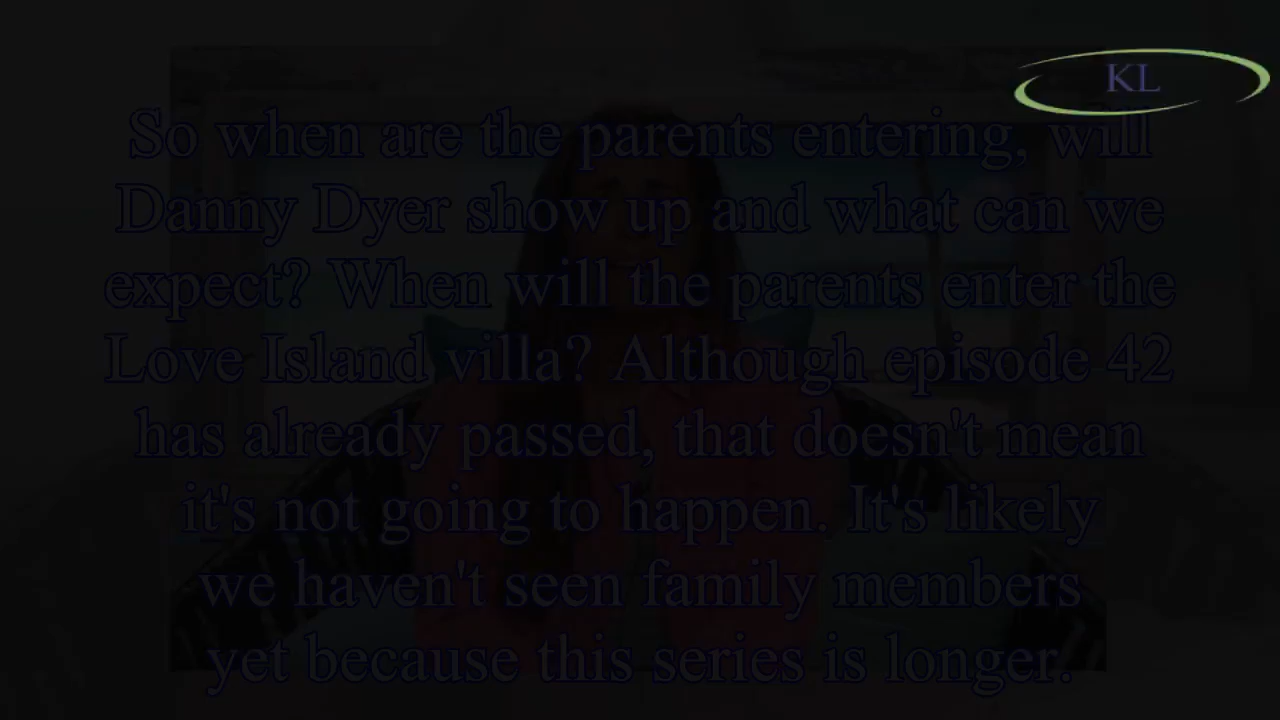 KL
So when are the parents entering, will
Danny Dyer show up and what can we
expect? When will the parents enter the
Love Island villa? Although episode 42
has already passed, that doesn't mean
it's not going to happen. It's likely
we haven't seen family members
yet because this series is longer.